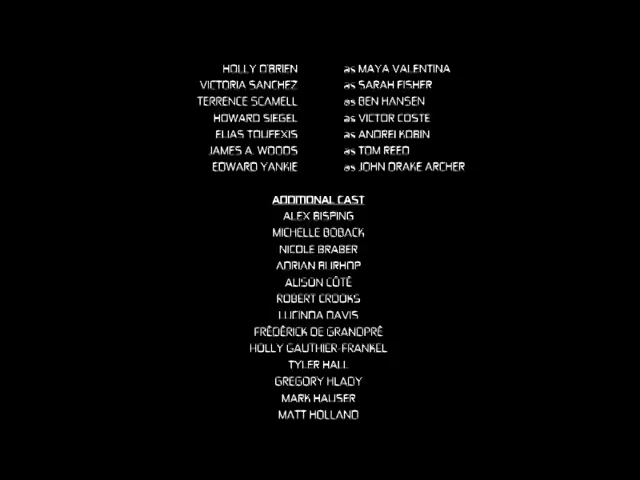 HOLLY O'BRIEN as MAYA VALENTINA
VICTORIA SANCHEZ as SARAH FISHER
TERRENCE SCAMELL as BEN HANSEN
HOWARD SIEGEL as VICTOR COSTE
ELIAS TOUFEXIS as ANDREI KOBIN
JAMES A. WOODS as TOM REED
EDWARD YANKIE as JOHN DRAKE ARCHER
ADDITIONAL CAST
ALEX BISPING
MICHELLE BOBACK
NICOLE BRABER
ADRIAN BURHOP
ALISON CÔTÉ
ROBERT CROOKS
LUCINDA DAVIS
FRÉDÉRICK DE GRANDPRÉ
HOLLY GAUTHIER-FRANKEL
TYLER HALL
GREGORY HLADY
MARK HAUSER
MATT HOLLAND